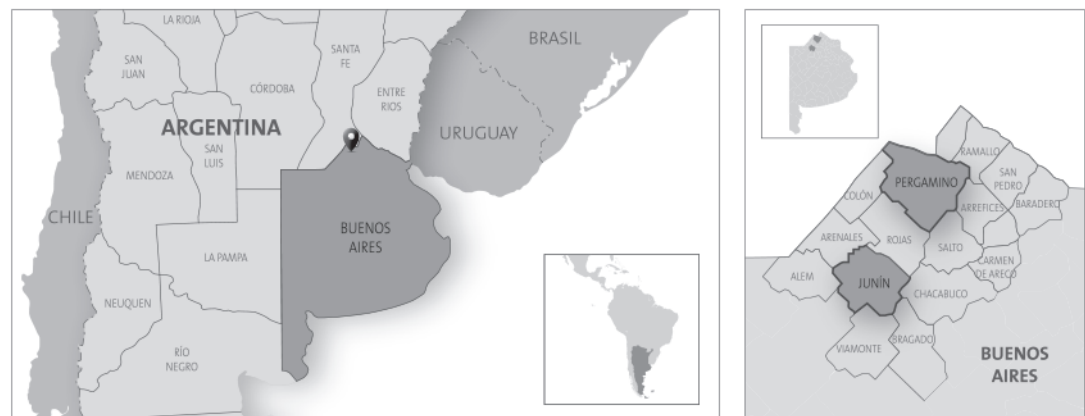 LA RIOJA
SAN
JUAN
CÓRDOBA
SANTA
FE
ENTRE
RIOS
BRASIL
URUGUAY
ARGENTINA
SAN
LUIS
MENDOZA
CHILE
BUENOS
AIRES
LA PAMPA
NEUQUEN
RÍO
NEGRO
RAMALLO
SAN
PEDRO
PERGAMINO
BARADERO
COLÓN
ARREFICES
ARENALES
ROJAS
SALTO
CARMEN
DE ARECO
ALEM
JUNÍN
CHACABUCO
VIAMONTE
BRAGADO
BUENOS
AIRES